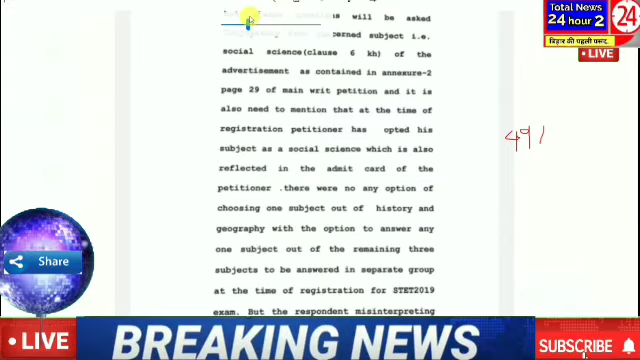 Total News
24 hour 2
24
बिहार की पहली पसंद.
LIVE
s will be asked
cerned subject i.e.
social science(clause 6 kh) of the
advertisement as contained in annexure-2
page 29 of main writ petition and it is
also need to mention that at the time of
registration petitioner has opted his
subject as a social science which is also
reflected in the admit card of the
petitioner .there were no any option of
choosing one subject out of history and
geography with the option to answer any
one subject out of the remaining three
subjects to be answered in separate group
at the time of registration for STET2019
exam. But the respondent misinterpreting
491
Share
LIVE
BREAKING NEWS
SUBSCRIBE